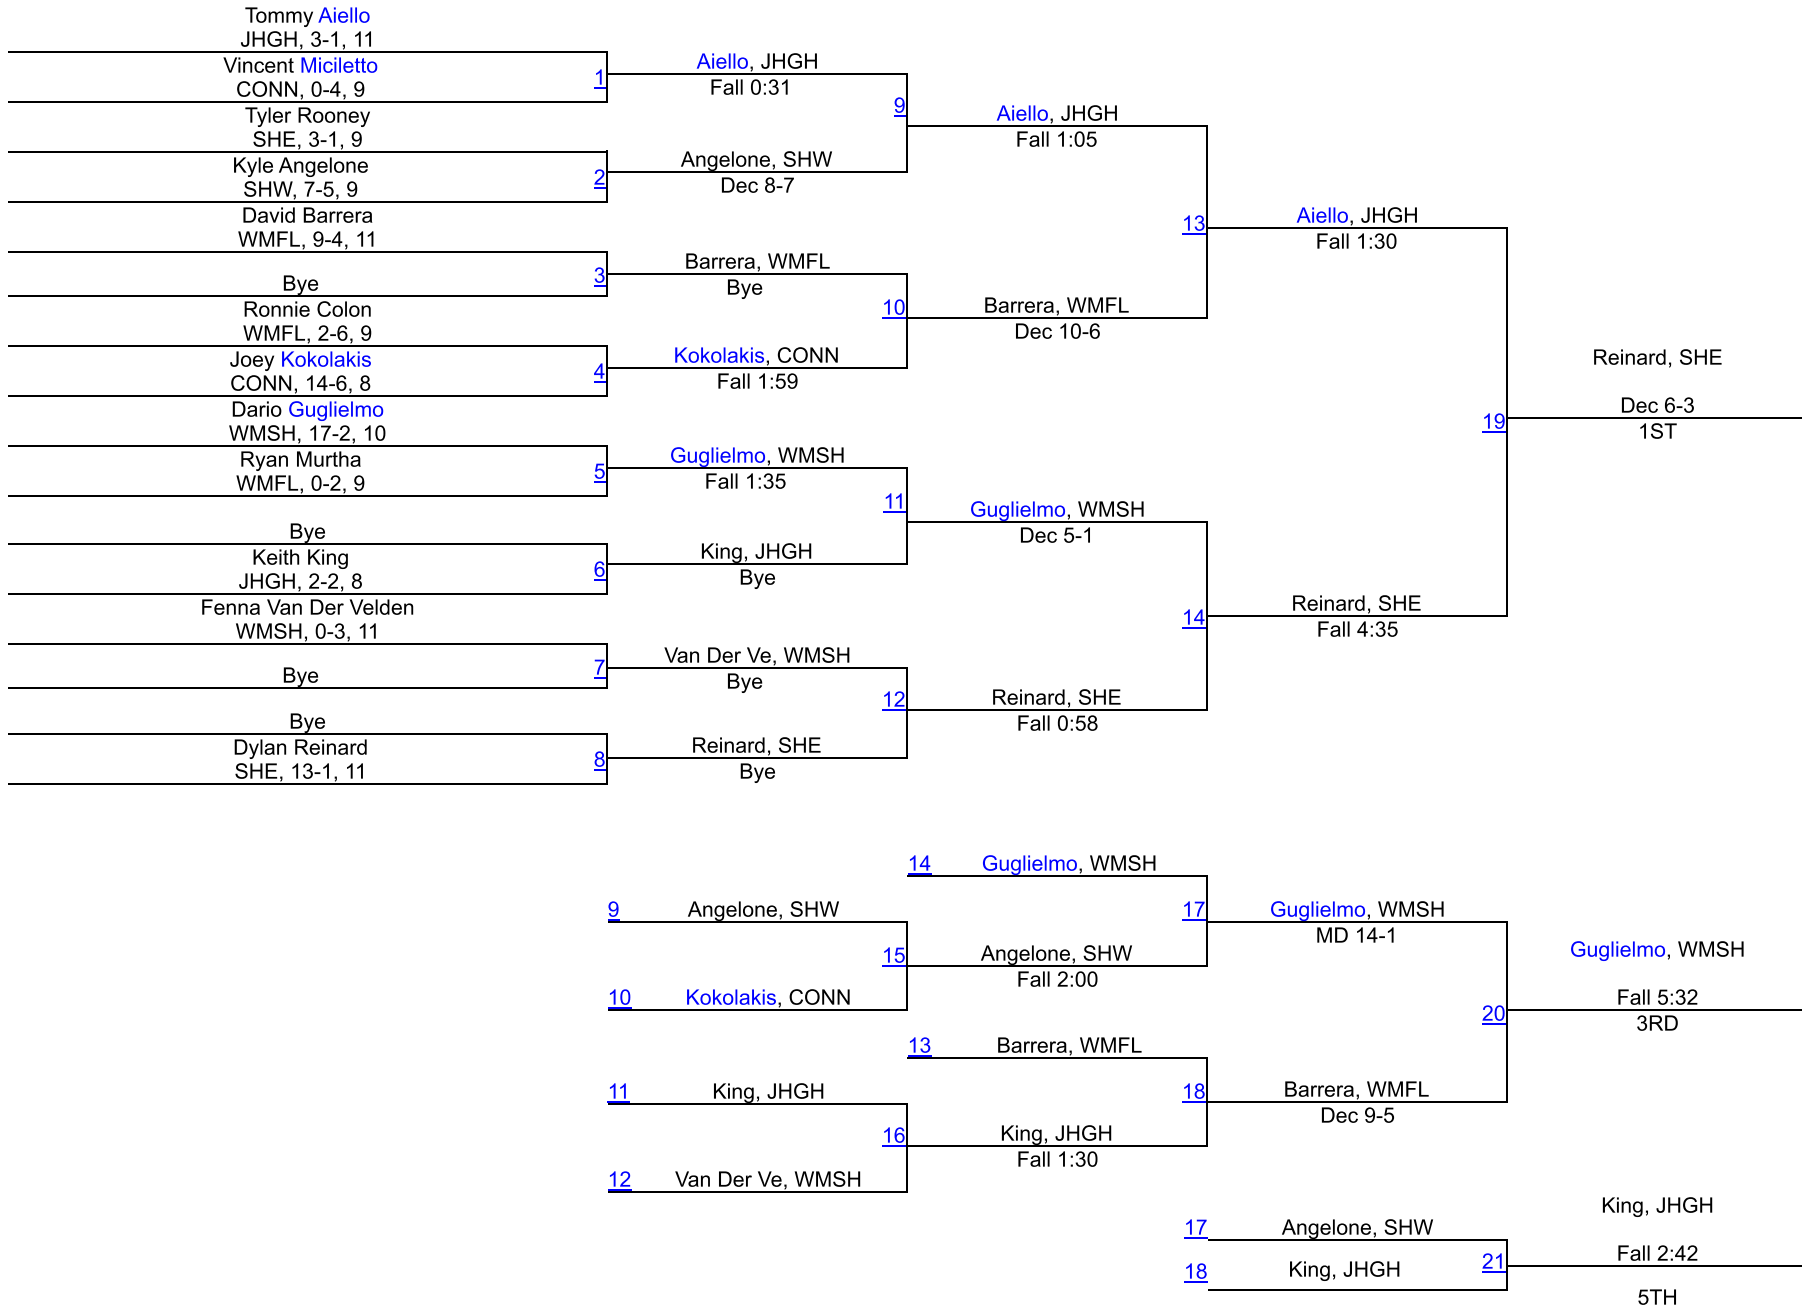 Tommy Aiello
JHGH, 3-1, 11
Vincent Miciletto
CONN, 0-4, 9
Tyler Rooney
SHE, 3-1, 9
Kyle Angelone
SHW, 7-5, 9
David Barrera
WMFL, 9-4, 11
Bye
Ronnie Colon
WMFL, 2-6, 9
Joey Kokolakis
CONN, 14-6, 8
Dario Guglielmo
WMSH, 17-2, 10
Ryan Murtha
WMFL, 0-2, 9
Bye
Keith King
JHGH, 2-2, 8
Fenna Van Der Velden
WMSH, 0-3, 11
Bye
Bye
Dylan Reinard
SHE, 13-1, 11
1
2
3
4
5
6
7
8
Aiello, JHGH
Fall 0:31
Angelone, SHW
Dec 8-7
Barrera, WMFL
Bye
Kokolakis, CONN
Fall 1:59
Guglielmo, WMSH
Fall 1:35
King, JHGH
Bye
Van Der Ve, WMSH
Bye
Reinard, SHE
Bye
9
10
11
12
Aiello, JHGH
Fall 1:05
Barrera, WMFL
Dec 10-6
Guglielmo, WMSH
Dec 5-1
Reinard, SHE
Fall 0:58
13
14
Aiello, JHGH
Fall 1:30
Reinard, SHE
Fall 4:35
19
Reinard, SHE
Dec 6-3
1ST
9
Angelone, SHW
10
Kokolakis, CONN
11
King, JHGH
12
Van Der Ve, WMSH
14
Guglielmo, WMSH
15
Angelone, SHW
Fall 2:00
13
Barrera, WMFL
16
King, JHGH
Fall 1:30
17
Guglielmo, WMSH
MD 14-1
18
Barrera, WMFL
Dec 9-5
20
Guglielmo, WMSH
Fall 5:32
3RD
17
Angelone, SHW
18
King, JHGH
21
King, JHGH
Fall 2:42
5TH